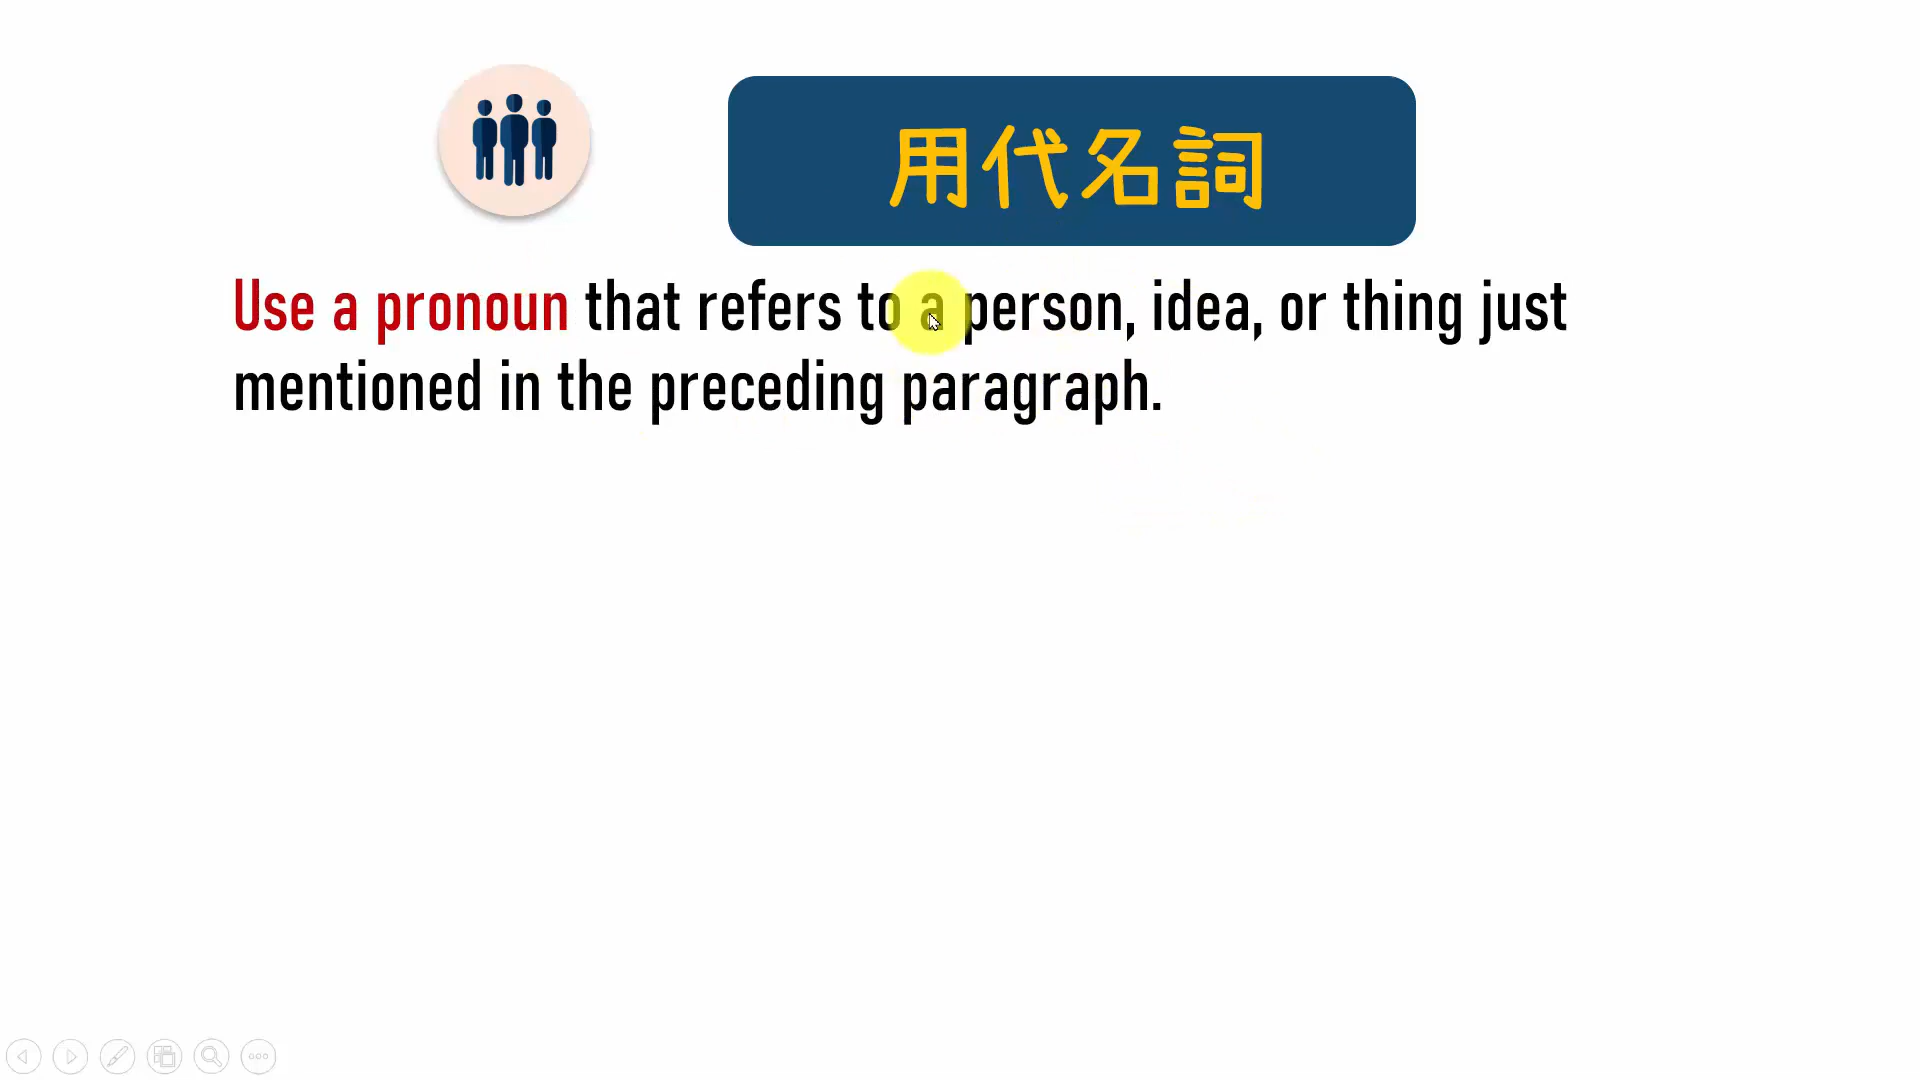 用代名詞
Use a pronoun that refers to a person, idea, or thing just
mentioned in the preceding paragraph.